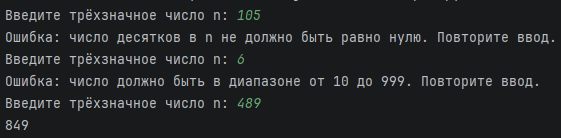 Введите трёхзначное число n: 105
Ошибка: число десятков в n не должно быть равно нулю. Повторите ввод.
Введите трёхзначное число n: 6
Ошибка: число должно быть в диапазоне от 10 до 999. Повторите ввод.
Введите трёхзначное число n: 489
849